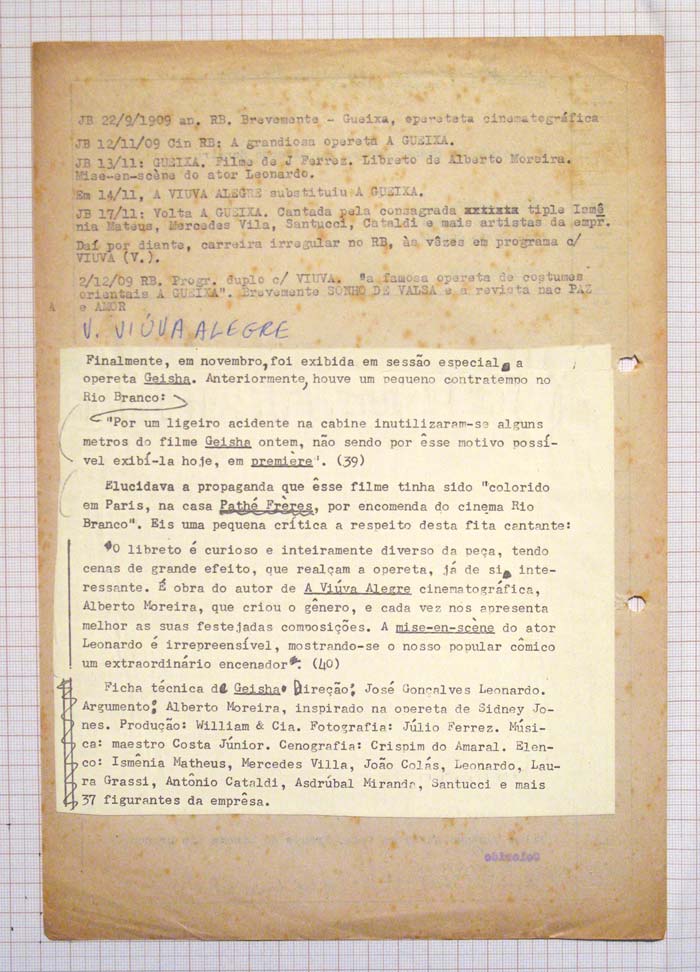 JB 22/9/1909 an. RB. Brevemente - Gueixa, opereteta cinematográfica
JB 12/11/09 Cin RB: A grandiosa opereta A GUEIXA.
JB 13/11: GUEIXA. Filme de J Ferrez. Libreto de Alberto Moreira.
Mise-en-scène do ator Leonardo.
Em 14/11, A VIUVA ALEGRE substituiu A GUEIXA.
JB 17/11: Volta A GUEIXA. Cantada pela consagrada tiple Ismê
nia Mateus, Mercedes Vila, Santucci, Cataldi e mais artistas da empr.
Daí por diante, carreira irregular no RB, às vêzes em programa c/
VIUVA (V.).
2/12/09 RB. Progr. duplo c/ VIUVA. "a famosa opereta de costumes
orientais A GUEIXA". Brevemente SONHO DE VALSA e a revista nac PAZ
A e AMOR
V. VIÚVA ALEGRE
Finalmente, em novembro, foi exibida em sessão especial a
opereta Geisha. Anteriormente, houve um pequeno contratempo no
Rio Branco:
"Por um ligeiro acidente na cabine inutilizaram-se alguns
metros do filme Geisha ontem, não sendo por êsse motivo possí-
vel exibí-la hoje, em première". (39)
Elucidava a propaganda que êsse filme tinha sido "colorido
em Paris, na casa Pathé Frères, por encomenda do cinema Rio
Branco". Eis uma pequena crítica a respeito desta fita cantante:
"O libreto é curioso e inteiramente diverso da peça, tendo
cenas de grande efeito, que realçam a opereta, já de si inte-
ressante. É obra do autor de A Viúva Alegre cinematográfica,
Alberto Moreira, que criou o gênero, e cada vez nos apresenta
melhor as suas festejadas composições. A mise-en-scène do ator
Leonardo é irrepreensível, mostrando-se o nosso popular cômico
um extraordinário encenador". (40)
Ficha técnica de Geisha. Direção: José Gonçalves Leonardo.
Argumento: Alberto Moreira, inspirado na opereta de Sidney Jo-
nes. Produção: William & Cia. Fotografia: Júlio Ferrez. Músi-
ca: maestro Costa Júnior. Cenografia: Crispim do Amaral. Elen-
co: Ismênia Matheus, Mercedes Villa, João Colás, Leonardo, Lau-
ra Grassi, Antônio Cataldi, Asdrúbal Miranda, Santucci e mais
37 figurantes da emprêsa.
Colorido